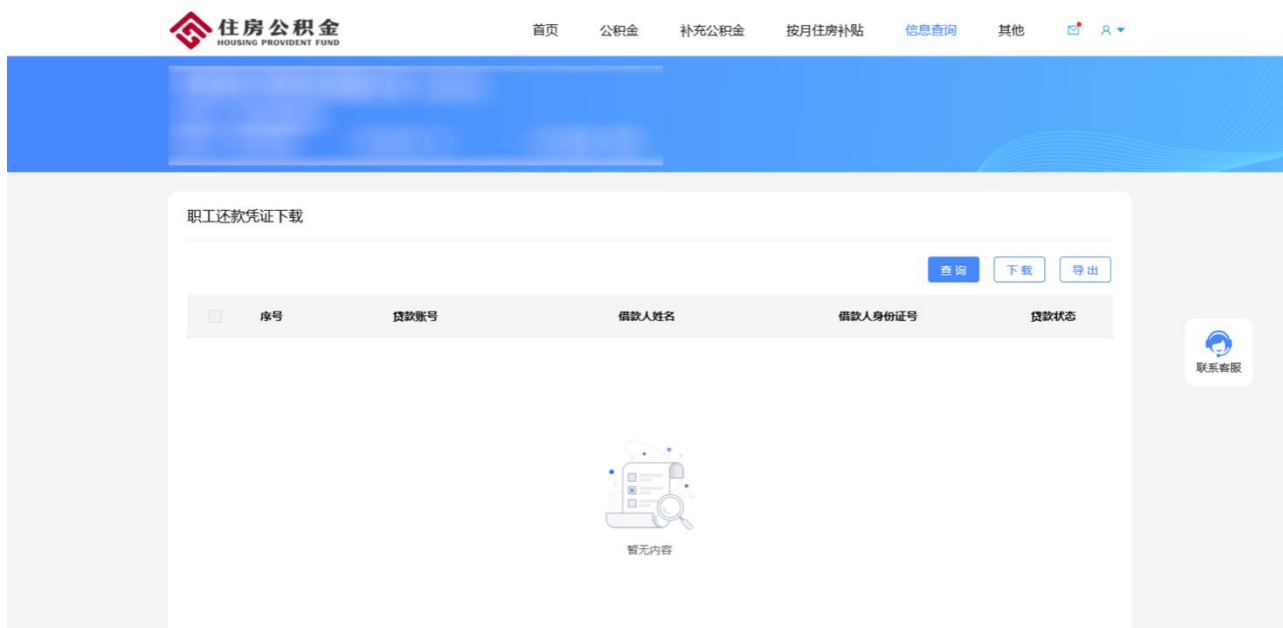 住房公积金
HOUSING PROVIDENT FUND
首页 公积金 补充公积金 按月住房补贴 信息查询 其他
职工还款凭证下载
查询 下载 导出
序号 贷款账号 借款人姓名 借款人身份证号 贷款状态
联系客服
暂无内容